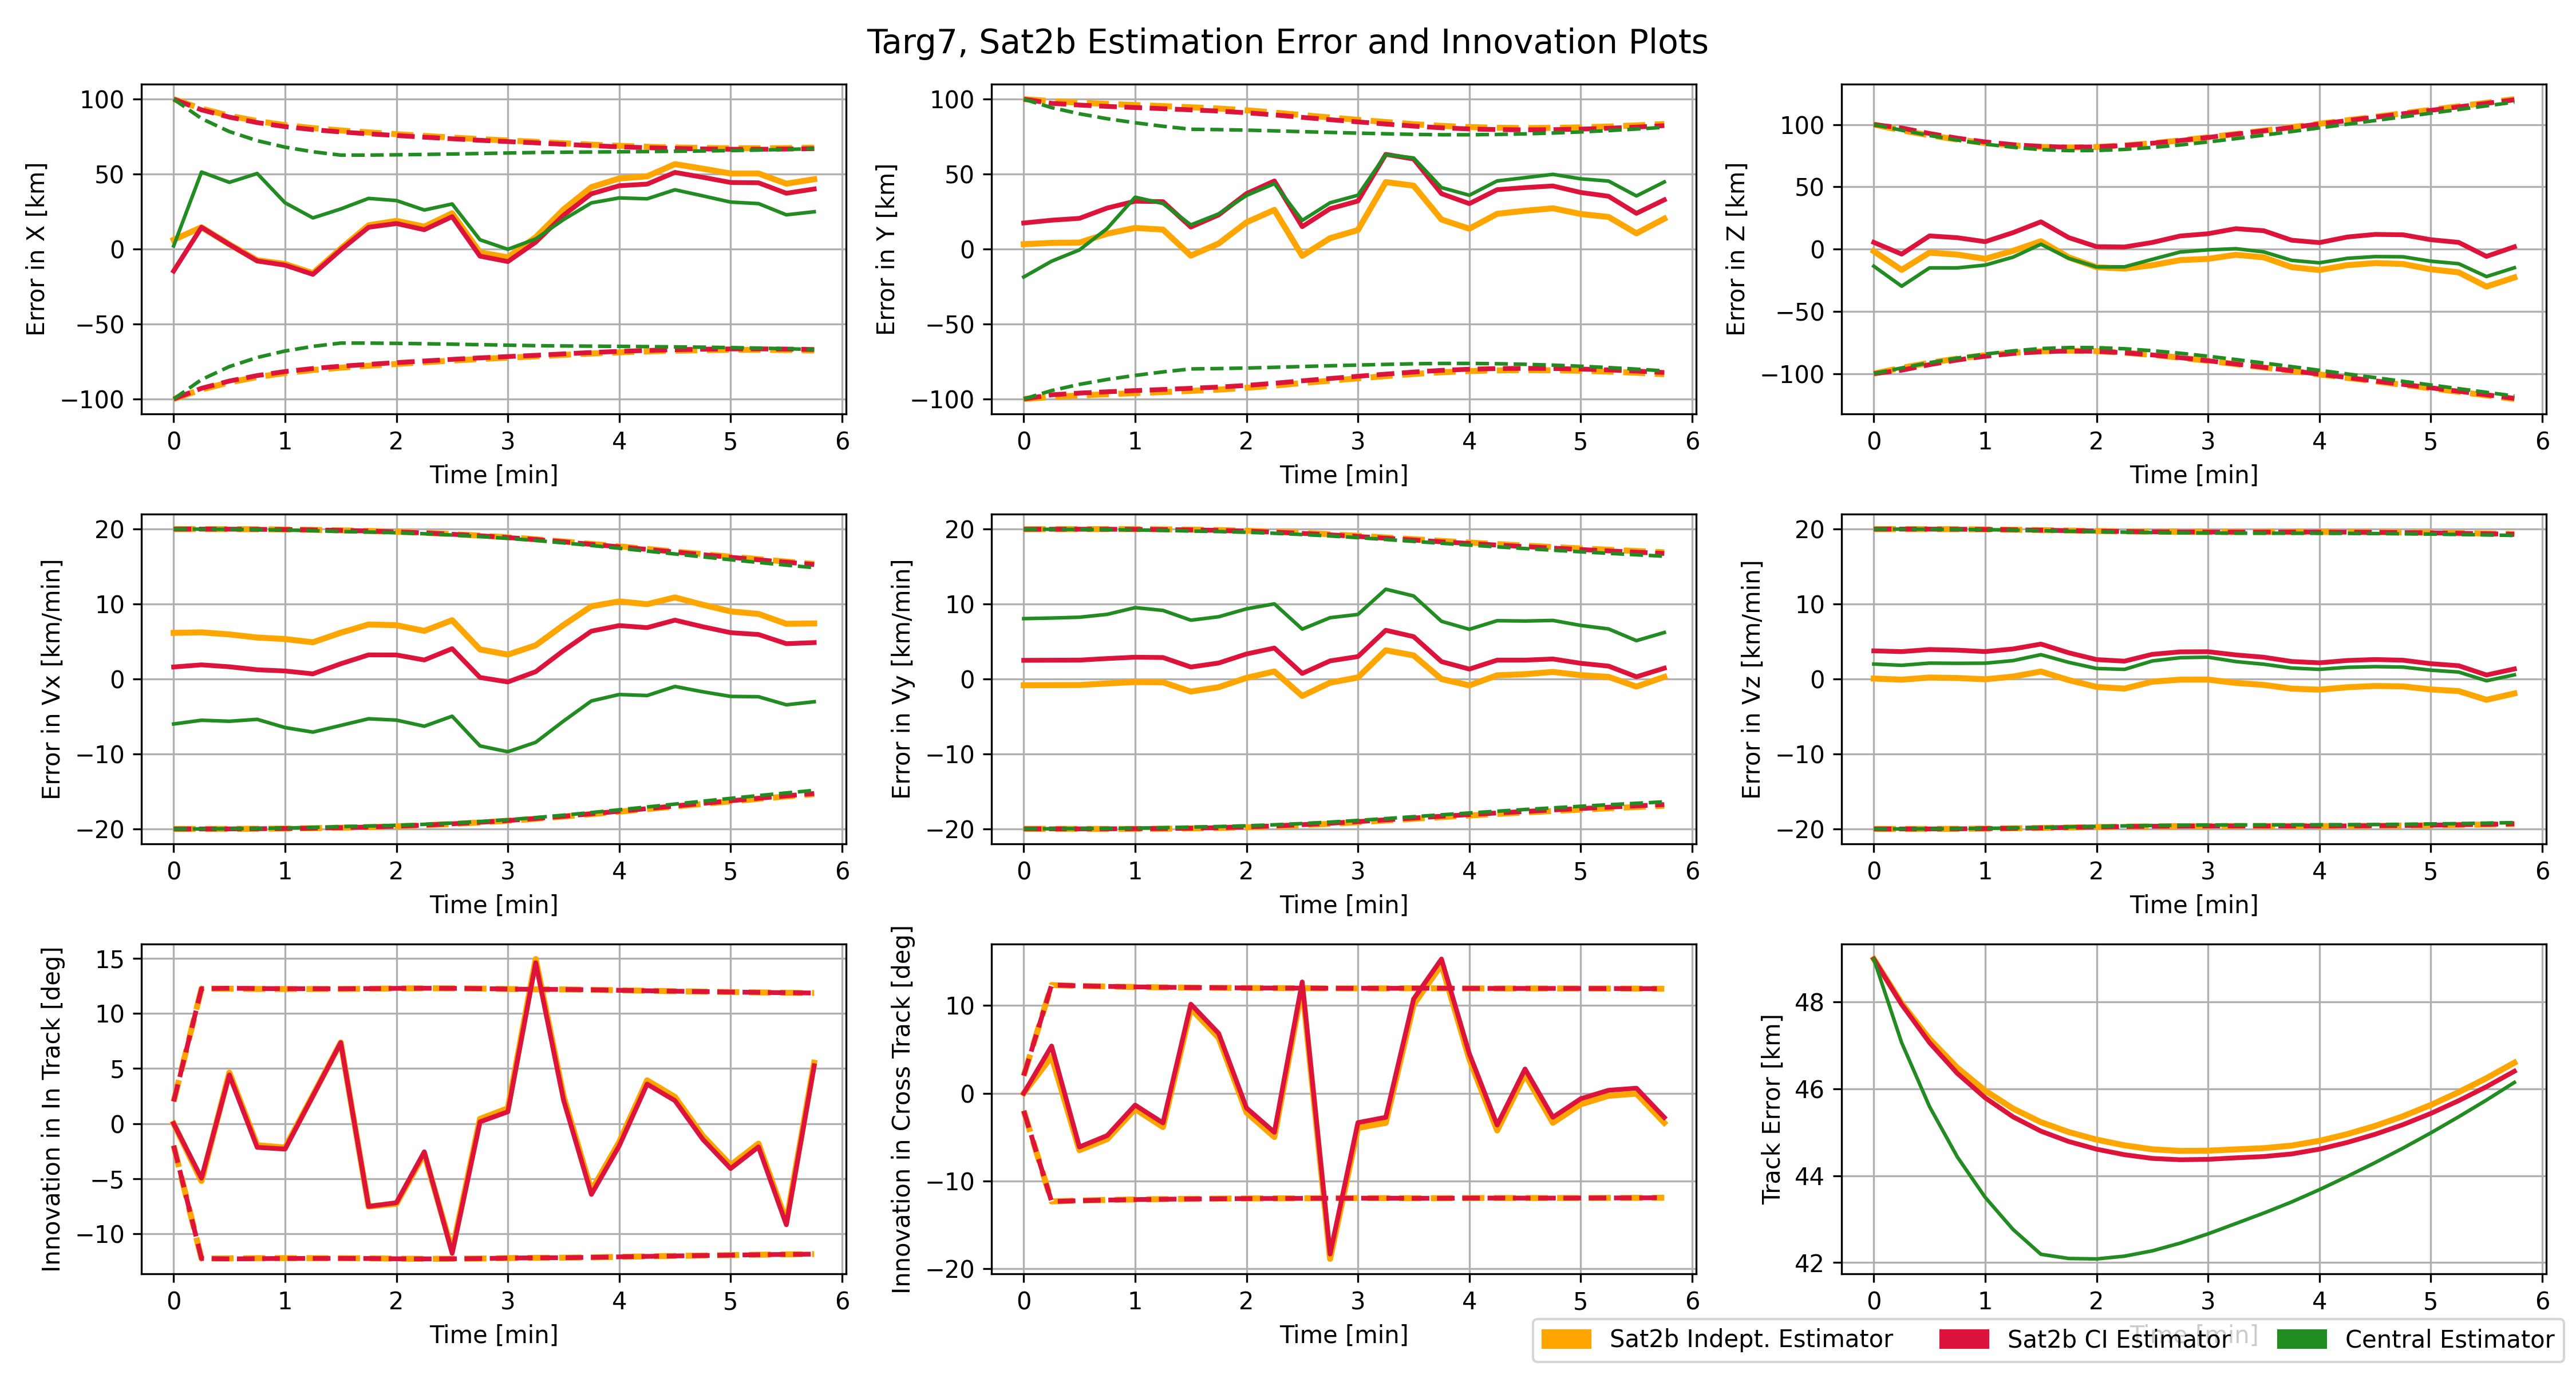 Targ7, Sat2b Estimation Error and Innovation Plots
Error in X [km]
100
50
0
−50
−100
0 1 2 3 4 5 6
Time [min]
Error in Y [km]
100
50
0
−50
−100
0 1 2 3 4 5 6
Time [min]
Error in Z [km]
100
50
0
−50
−100
0 1 2 3 4 5 6
Time [min]
Error in Vx [km/min]
20
10
0
−10
−20
0 1 2 3 4 5 6
Time [min]
Error in Vy [km/min]
20
10
0
−10
−20
0 1 2 3 4 5 6
Time [min]
Error in Vz [km/min]
20
10
0
−10
−20
0 1 2 3 4 5 6
Time [min]
Innovation in In Track [deg]
15
10
5
0
−5
−10
0 1 2 3 4 5 6
Time [min]
Innovation in Cross Track [deg]
10
0
−10
−20
0 1 2 3 4 5 6
Time [min]
Track Error [km]
48
46
44
42
0 1 2 3 4 5 6
Time [min]
Sat2b Indept. Estimator Sat2b CI Estimator Central Estimator